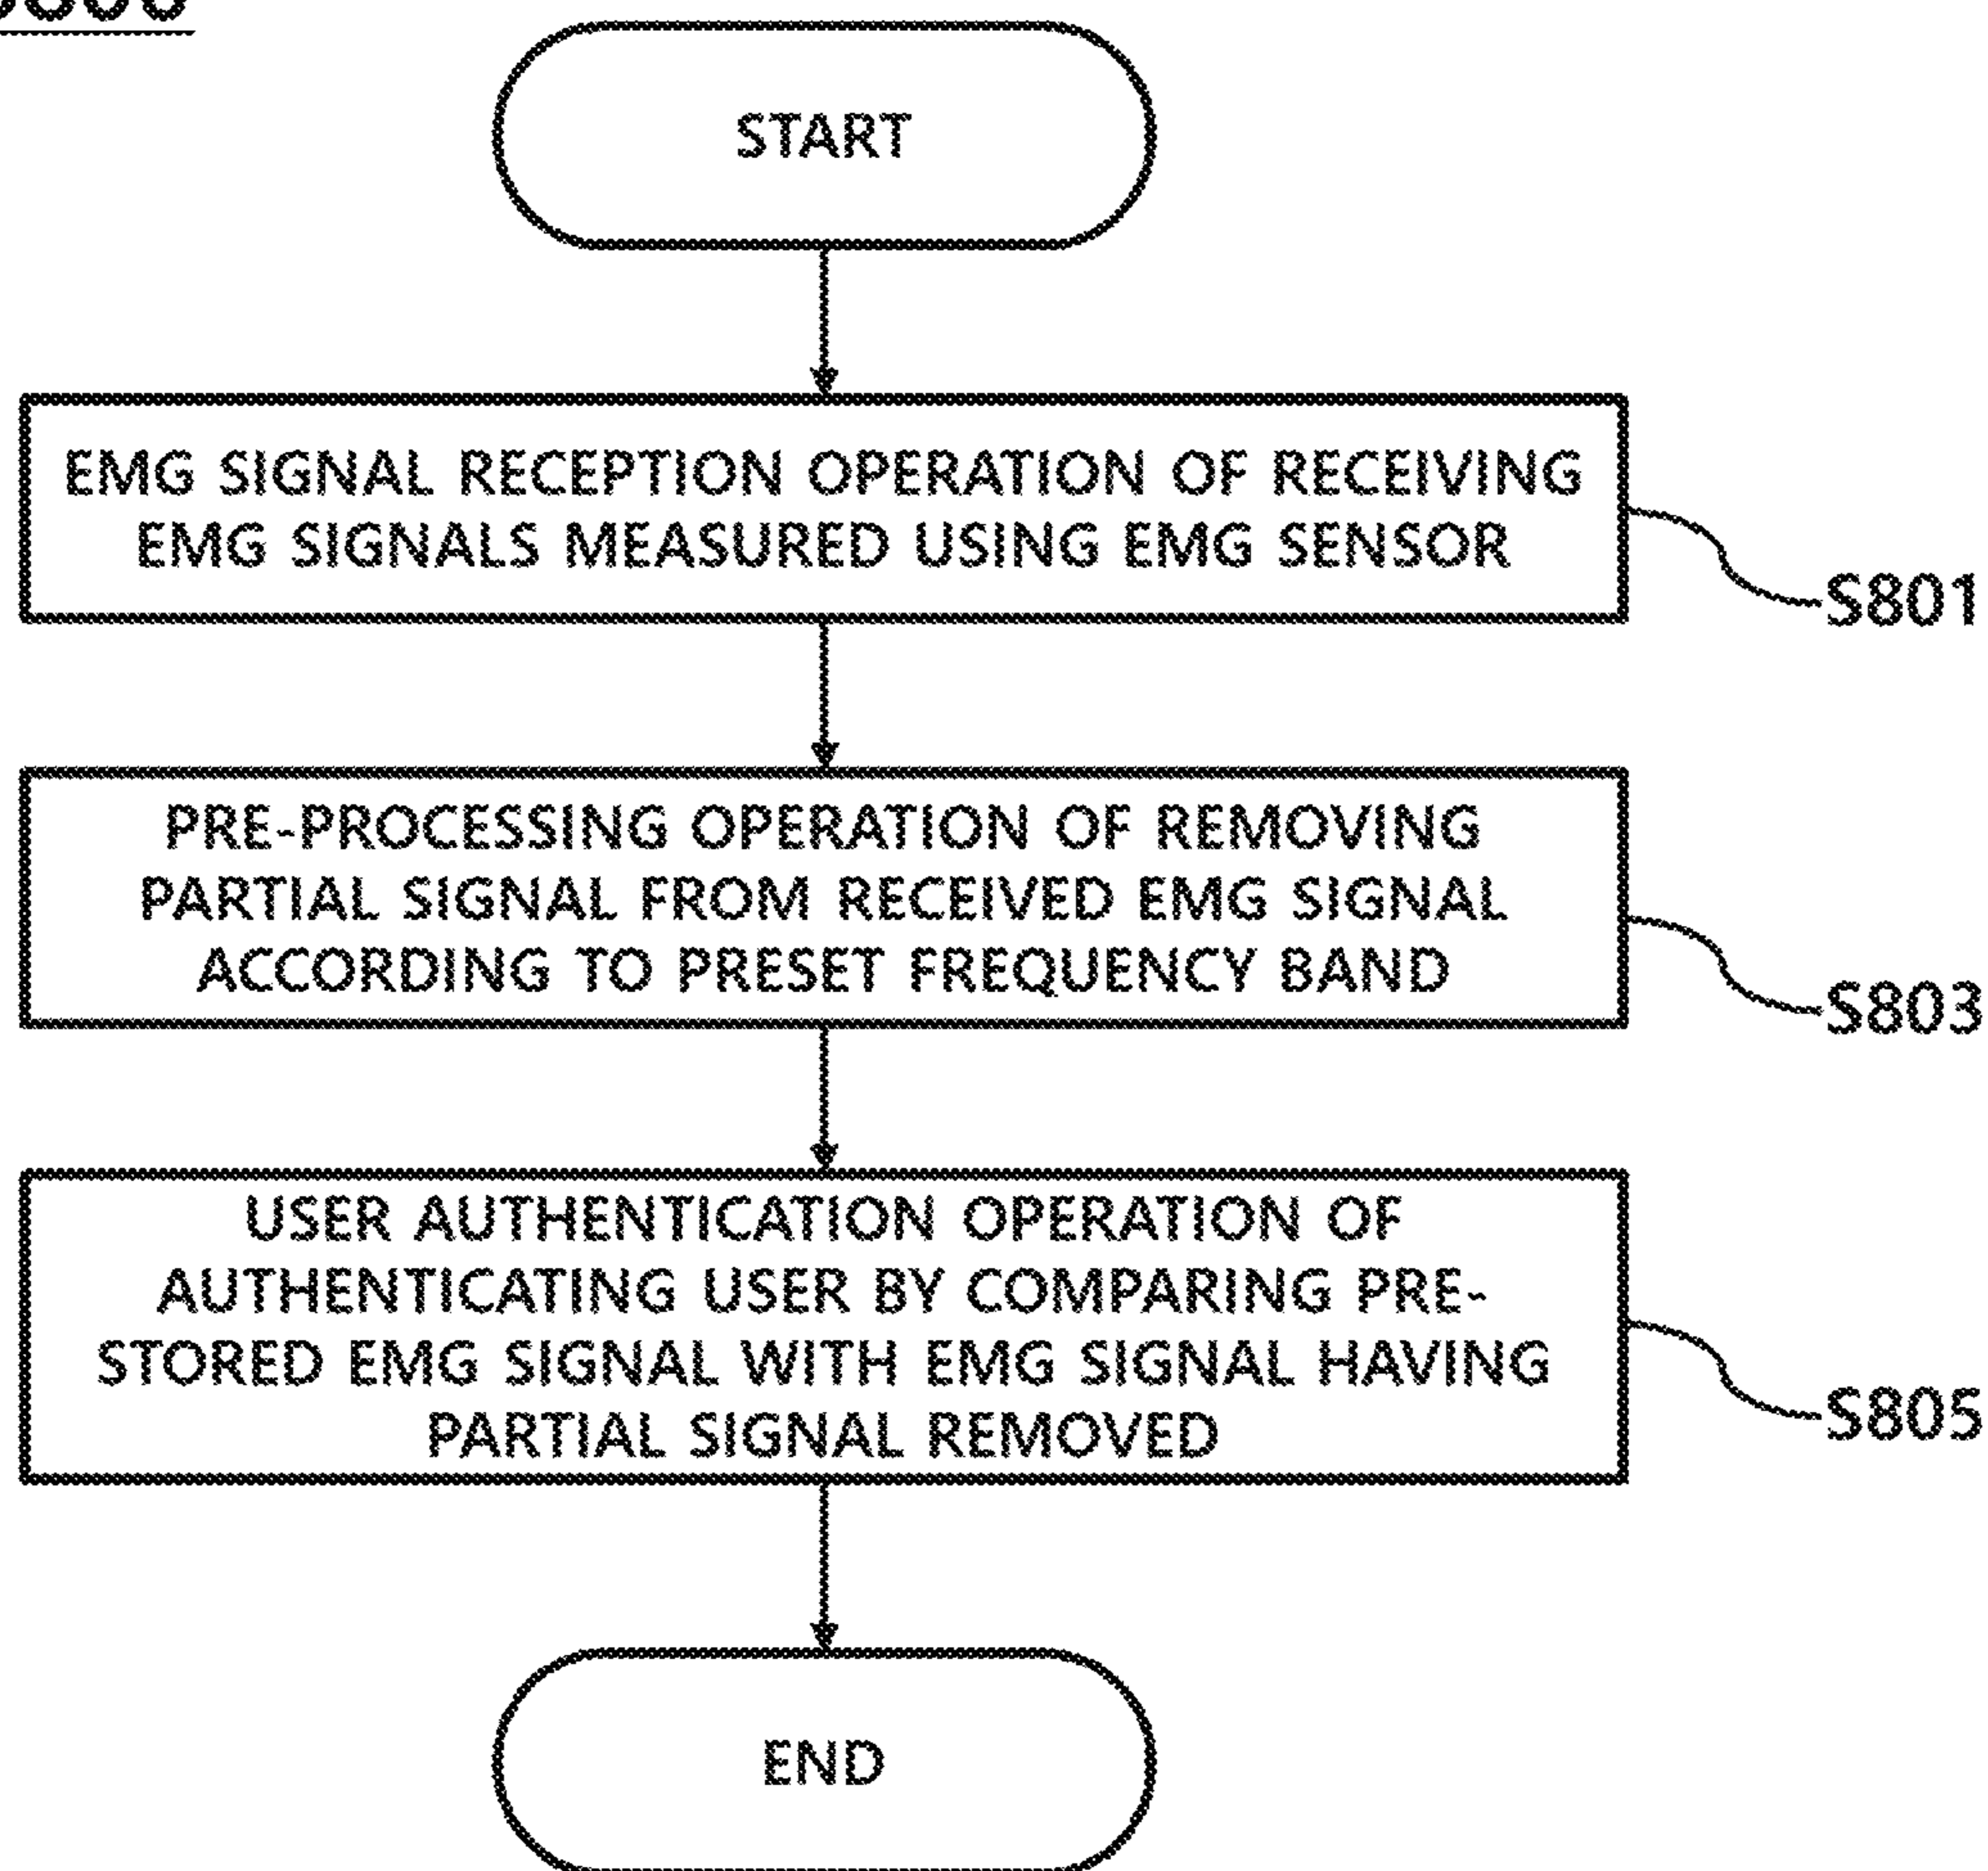 START
EMG SIGNAL RECEPTION OPERATION OF RECEIVING
EMG SIGNALS MEASURED USING EMG SENSOR
S801
PRE-PROCESSING OPERATION OF REMOVING
PARTIAL SIGNAL FROM RECEIVED EMG SIGNAL
ACCORDING TO PRESET FREQUENCY BAND
S803
USER AUTHENTICATION OPERATION OF
AUTHENTICATING USER BY COMPARING PRE-
STORED EMG SIGNAL WITH EMG SIGNAL HAVING
PARTIAL SIGNAL REMOVED
S805
END